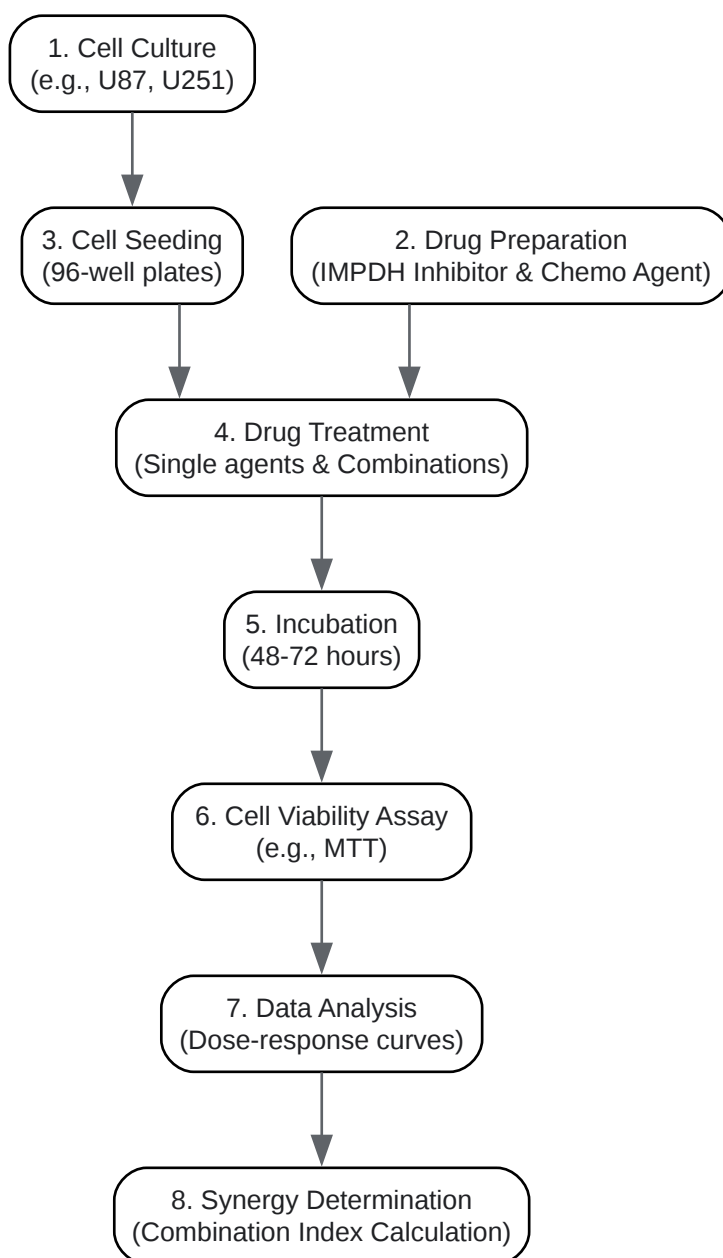 1. Cell Culture
(e.g., U87, U251)
3. Cell Seeding
(96-well plates)
2. Drug Preparation
(IMPDH Inhibitor & Chemo Agent)
4. Drug Treatment
(Single agents & Combinations)
5. Incubation
(48-72 hours)
6. Cell Viability Assay
(e.g., MTT)
7. Data Analysis
(Dose-response curves)
8. Synergy Determination
(Combination Index Calculation)